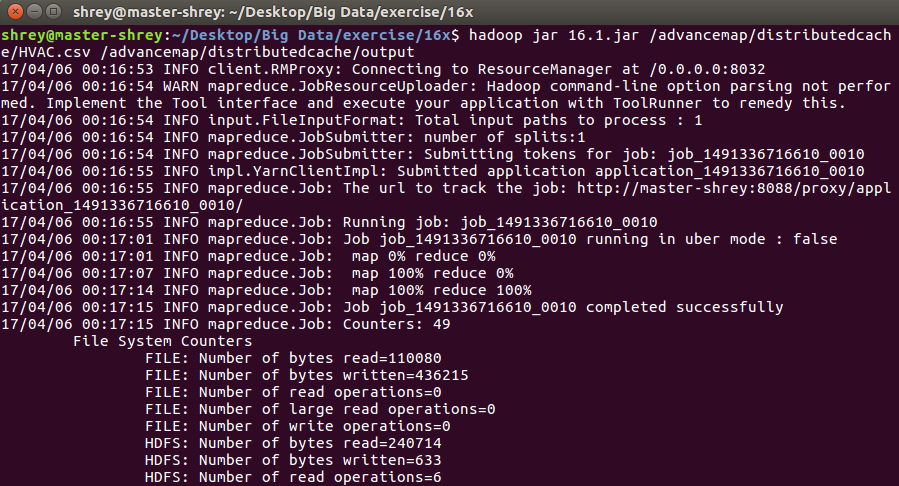 shrey@master-shrey: ~/Desktop/Big Data/exercise/16x
shrey@master-shrey:~/Desktop/Big Data/exercise/16x$ hadoop jar 16.1.jar /advancemap/distributedcach
e/HVAC.csv /advancemap/distributedcache/output
17/04/06 00:16:53 INFO client.RMProxy: Connecting to ResourceManager at /0.0.0.0:8032
17/04/06 00:16:54 WARN mapreduce.JobResourceUploader: Hadoop command-line option parsing not perfor
med. Implement the Tool interface and execute your application with ToolRunner to remedy this.
17/04/06 00:16:54 INFO input.FileInputFormat: Total input paths to process : 1
17/04/06 00:16:54 INFO mapreduce.JobSubmitter: number of splits:1
17/04/06 00:16:54 INFO mapreduce.JobSubmitter: Submitting tokens for job: job_1491336716610_0010
17/04/06 00:16:55 INFO impl.YarnClientImpl: Submitted application application_1491336716610_0010
17/04/06 00:16:55 INFO mapreduce.Job: The url to track the job: http://master-shrey:8088/proxy/appl
ication_1491336716610_0010/
17/04/06 00:16:55 INFO mapreduce.Job: Running job: job_1491336716610_0010
17/04/06 00:17:01 INFO mapreduce.Job: Job job_1491336716610_0010 running in uber mode : false
17/04/06 00:17:01 INFO mapreduce.Job:  map 0% reduce 0%
17/04/06 00:17:07 INFO mapreduce.Job:  map 100% reduce 0%
17/04/06 00:17:14 INFO mapreduce.Job:  map 100% reduce 100%
17/04/06 00:17:15 INFO mapreduce.Job: Job job_1491336716610_0010 completed successfully
17/04/06 00:17:15 INFO mapreduce.Job: Counters: 49
File System Counters
FILE: Number of bytes read=110080
FILE: Number of bytes written=436215
FILE: Number of read operations=0
FILE: Number of large read operations=0
FILE: Number of write operations=0
HDFS: Number of bytes read=240714
HDFS: Number of bytes written=633
HDFS: Number of read operations=6